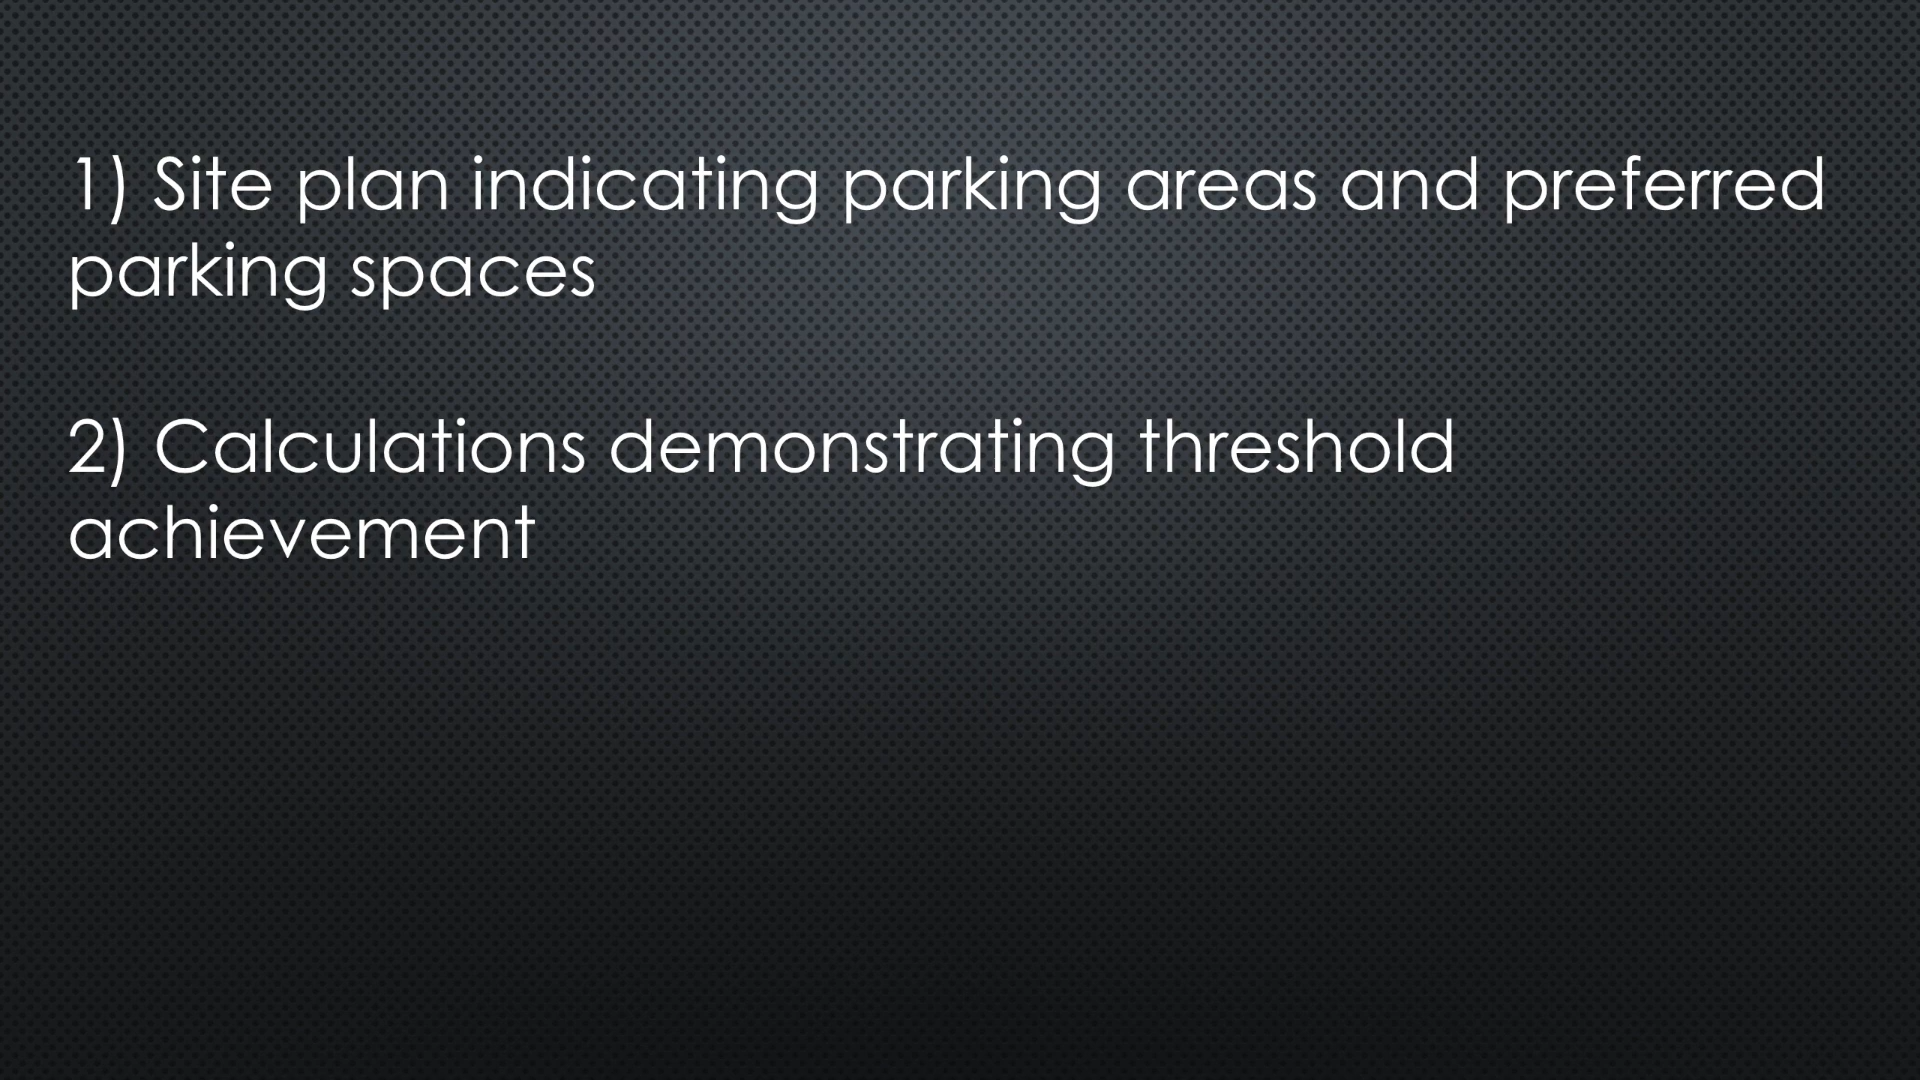 1) Site plan indicating parking areas and preferred
parking spaces
2) Calculations demonstrating threshold
achievement